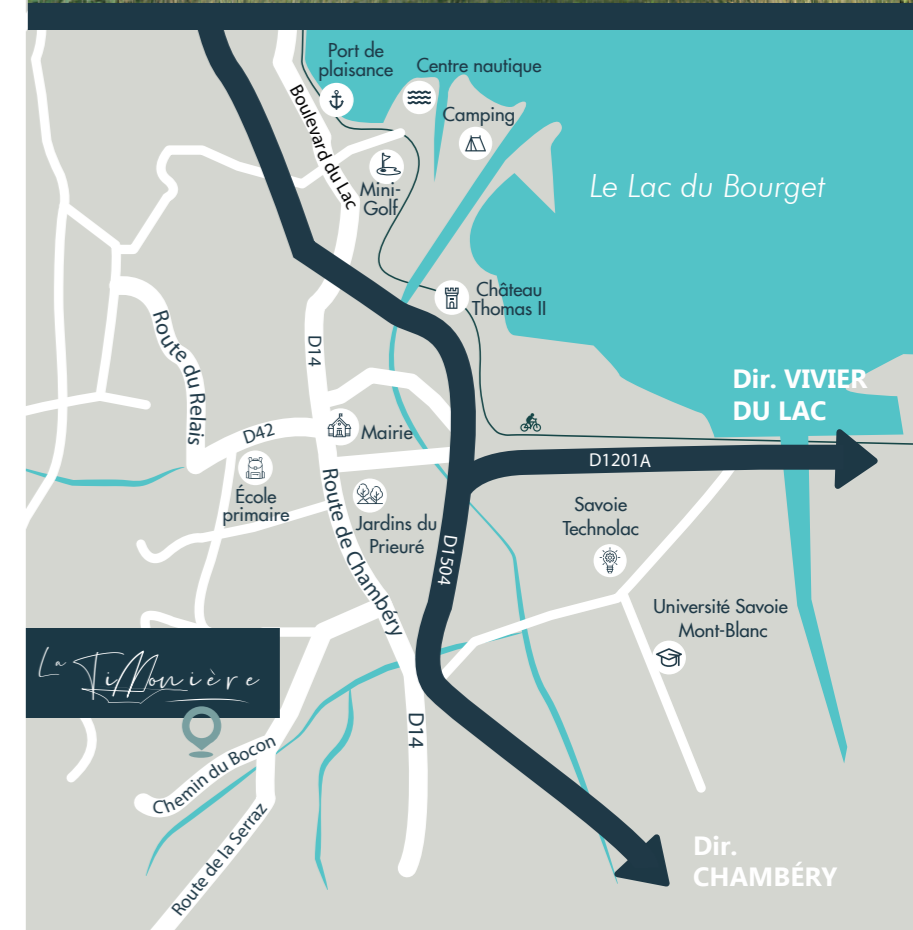 Port de
plaisance
Centre nautique
Camping
Boulevard du Lac
Mini-
Golf
Le Lac du Bourget
Château
Thomas II
Route du Relais
D14
Dir. VIVIER
DU LAC
D42
Mairie
D1201A
École
primaire
Route de Chambéry
Jardins du
Prieuré
D1504
Savoie
Technolac
Université Savoie
Mont-Blanc
La Tillonière
D14
Chemin du Bocon
Route de la Serraz
Dir.
CHAMBÉRY